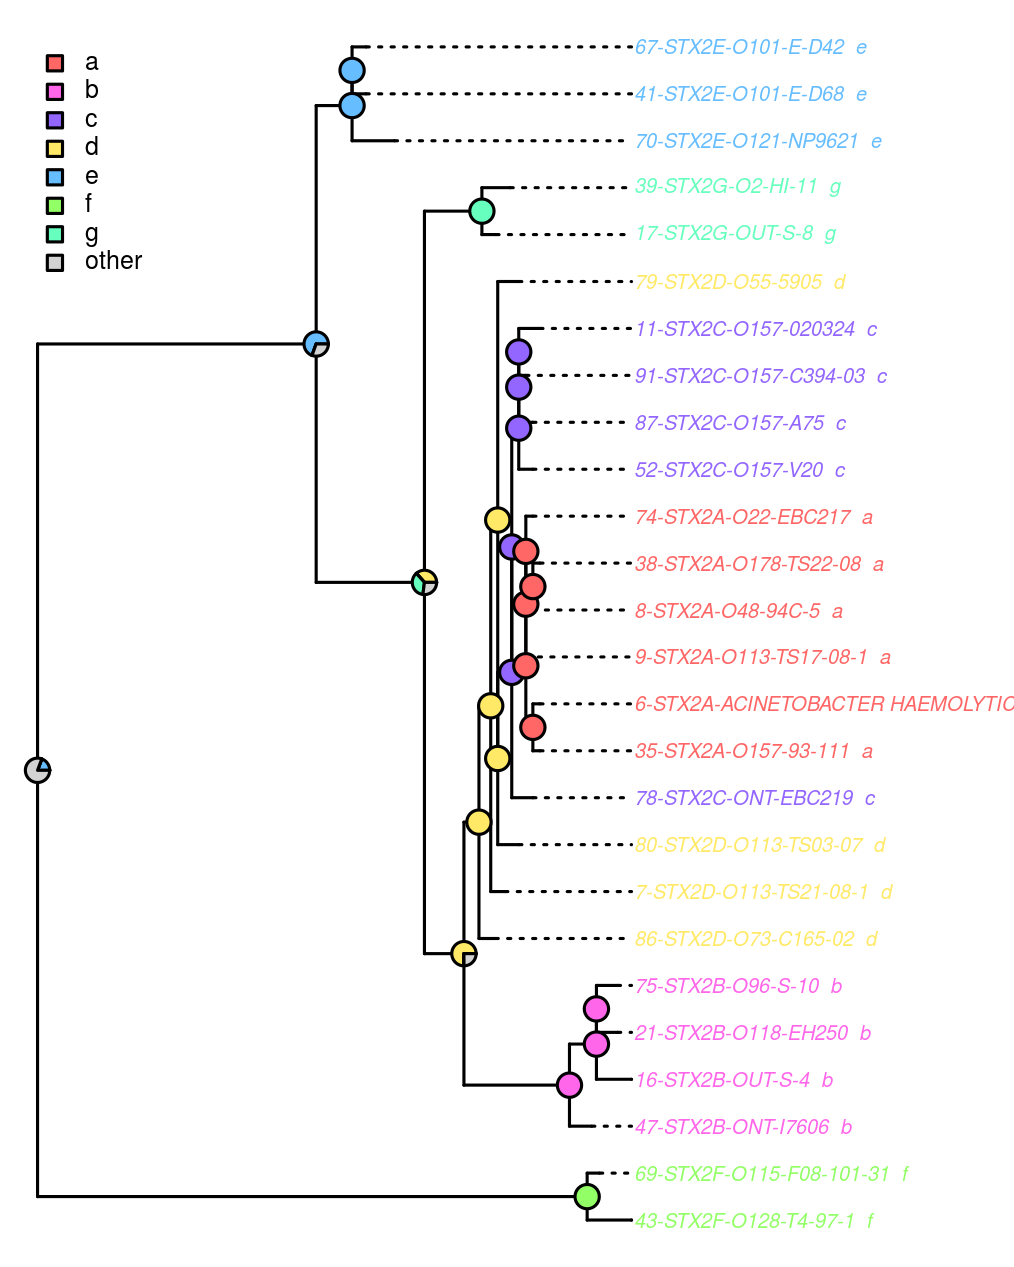 a
b
c
d
e
f
g
other
67-STX2E-O101-E-D42 e
41-STX2E-O101-E-D68 e
70-STX2E-O121-NP9621 e
39-STX2G-O2-HI-11 g
17-STX2G-OUT-S-8 g
79-STX2D-O55-5905 d
11-STX2C-O157-020324 c
91-STX2C-O157-C394-03 c
87-STX2C-O157-A75 c
52-STX2C-O157-V20 c
74-STX2A-O22-EBC217 a
38-STX2A-O178-TS22-08 a
8-STX2A-O48-94C-5 a
9-STX2A-O113-TS17-08-1 a
6-STX2A-ACINETOBACTER HAEMOLYTIC
35-STX2A-O157-93-111 a
78-STX2C-ONT-EBC219 c
80-STX2D-O113-TS03-07 d
7-STX2D-O113-TS21-08-1 d
86-STX2D-O73-C165-02 d
75-STX2B-O96-S-10 b
21-STX2B-O118-EH250 b
16-STX2B-OUT-S-4 b
47-STX2B-ONT-I7606 b
69-STX2F-O115-F08-101-31 f
43-STX2F-O128-T4-97-1 f